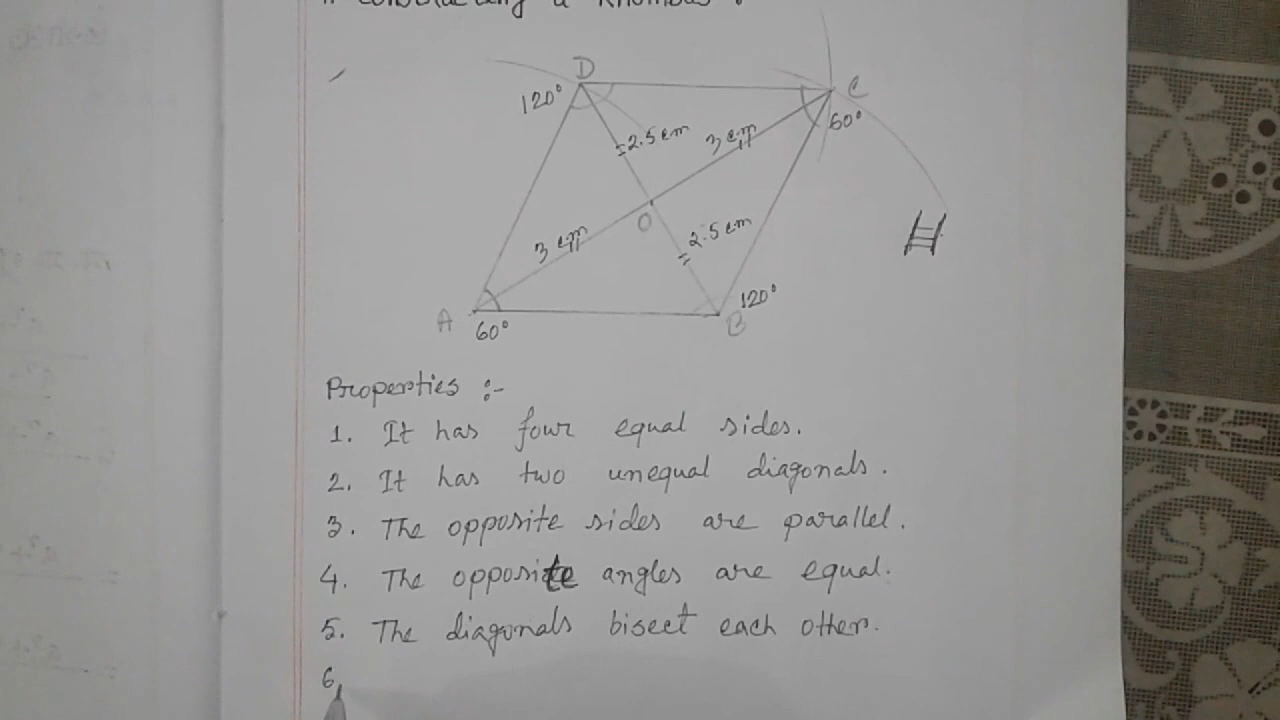 constructing a Rhombus :
D
C
120°
60°
2.5 cm
3 cm
O
3 cm
2.5 cm
A
60°
B
120°
Properties :-
1. It has four equal sides.
2. It has two unequal diagonals.
3. The opposite sides are parallel.
4. The opposite angles are equal.
5. The diagonals bisect each other.
6.